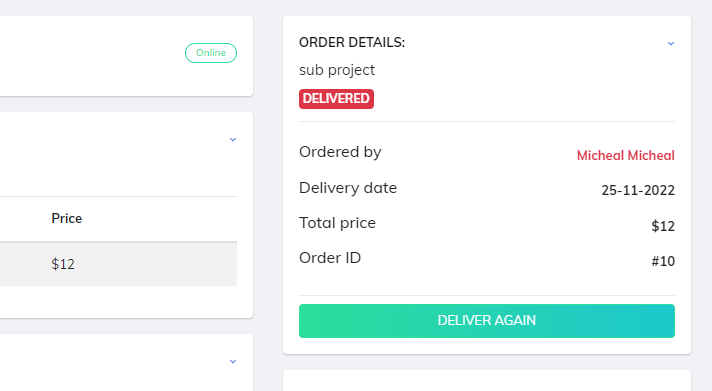 Online
Price
$12
ORDER DETAILS:
sub project
DELIVERED
Ordered by Micheal Micheal
Delivery date 25-11-2022
Total price $12
Order ID #10
DELIVER AGAIN